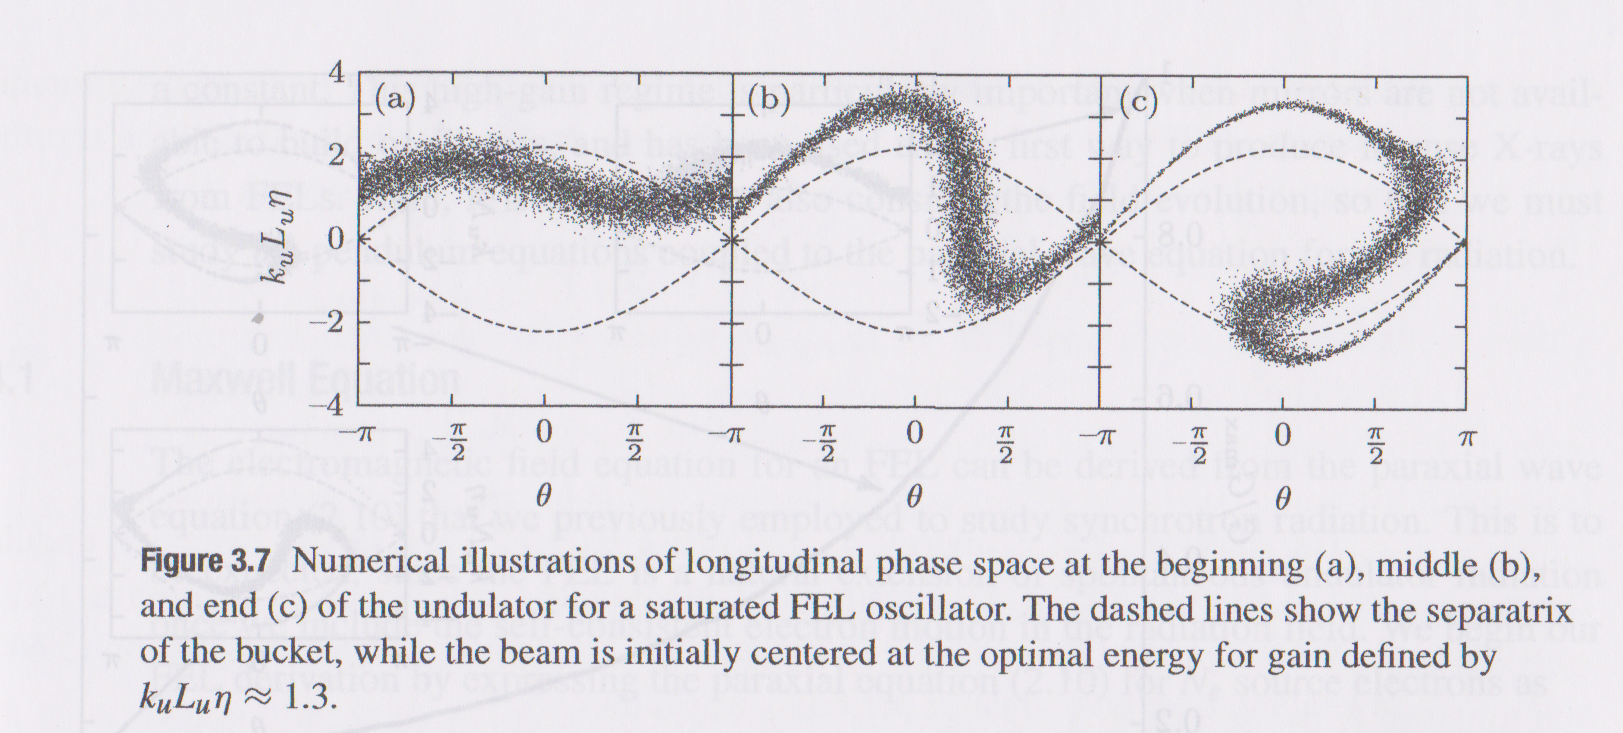 4
(a)
(b)
(c)
2
0
−2
−4
k_u L_u η
−π −π/2 0 π/2 −π −π/2 0 π/2 −π −π/2 0 π/2 π
θ θ θ
Figure 3.7 Numerical illustrations of longitudinal phase space at the beginning (a), middle (b),
and end (c) of the undulator for a saturated FEL oscillator. The dashed lines show the separatrix
of the bucket, while the beam is initially centered at the optimal energy for gain defined by
k_u L_u η ≈ 1.3.